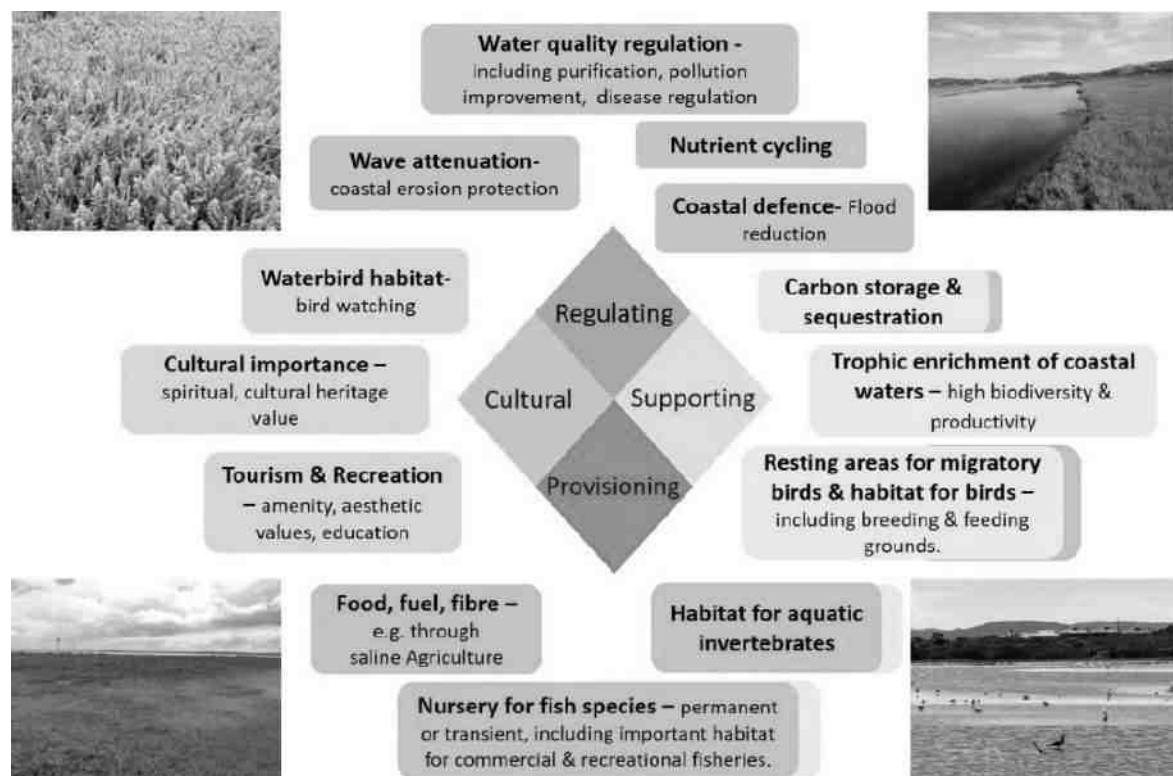 Water quality regulation -
including purification, pollution
improvement, disease regulation
Nutrient cycling
Wave attenuation-
coastal erosion protection
Coastal defence- Flood
reduction
Waterbird habitat-
bird watching
Regulating
Carbon storage &
sequestration
Cultural importance –
spiritual, cultural heritage
value
Cultural
Supporting
Trophic enrichment of coastal
waters – high biodiversity &
productivity
Tourism & Recreation
– amenity, aesthetic
values, education
Provisioning
Resting areas for migratory
birds & habitat for birds –
including breeding & feeding
grounds.
Food, fuel, fibre –
e.g. through
saline Agriculture
Habitat for aquatic
invertebrates
Nursery for fish species – permanent
or transient, including important habitat
for commercial & recreational fisheries.